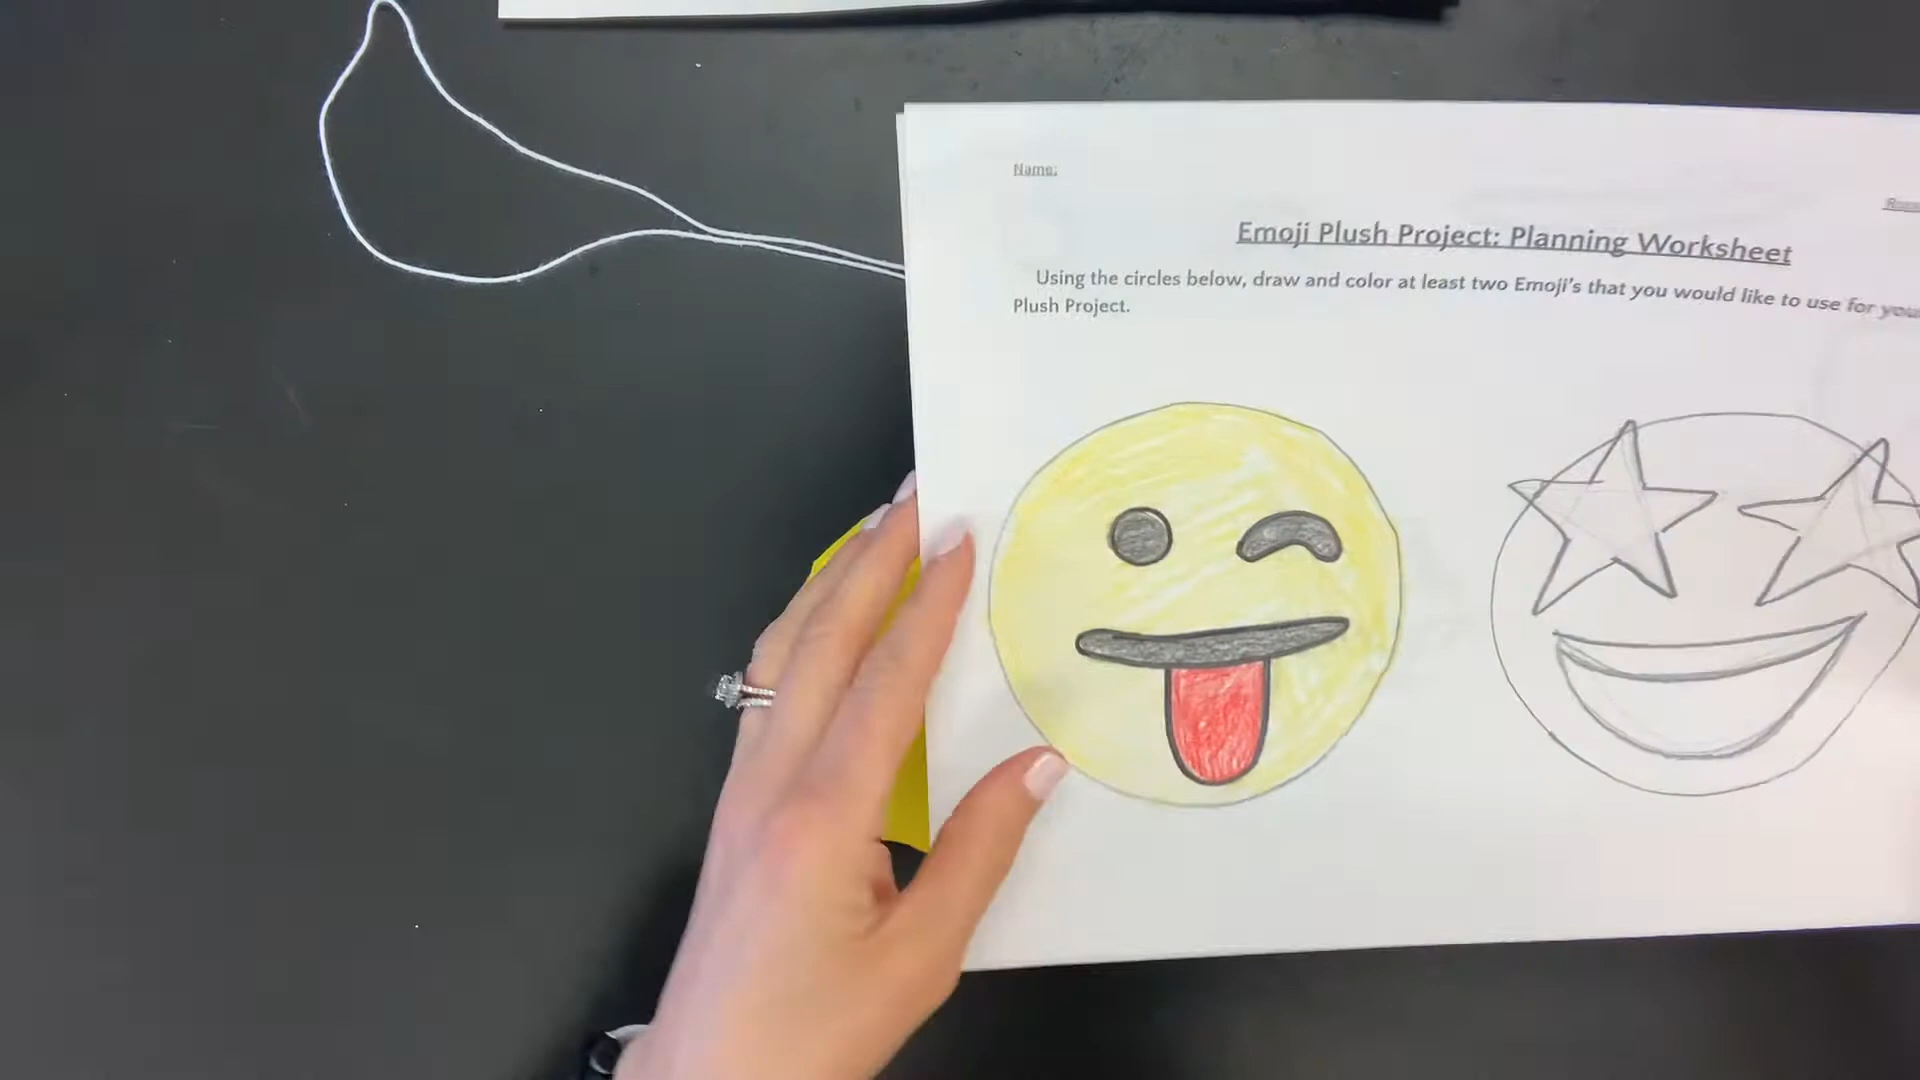 Name:
Emoji Plush Project: Planning Worksheet
Using the circles below, draw and color at least two Emoji's that you would like to use for your
Plush Project.